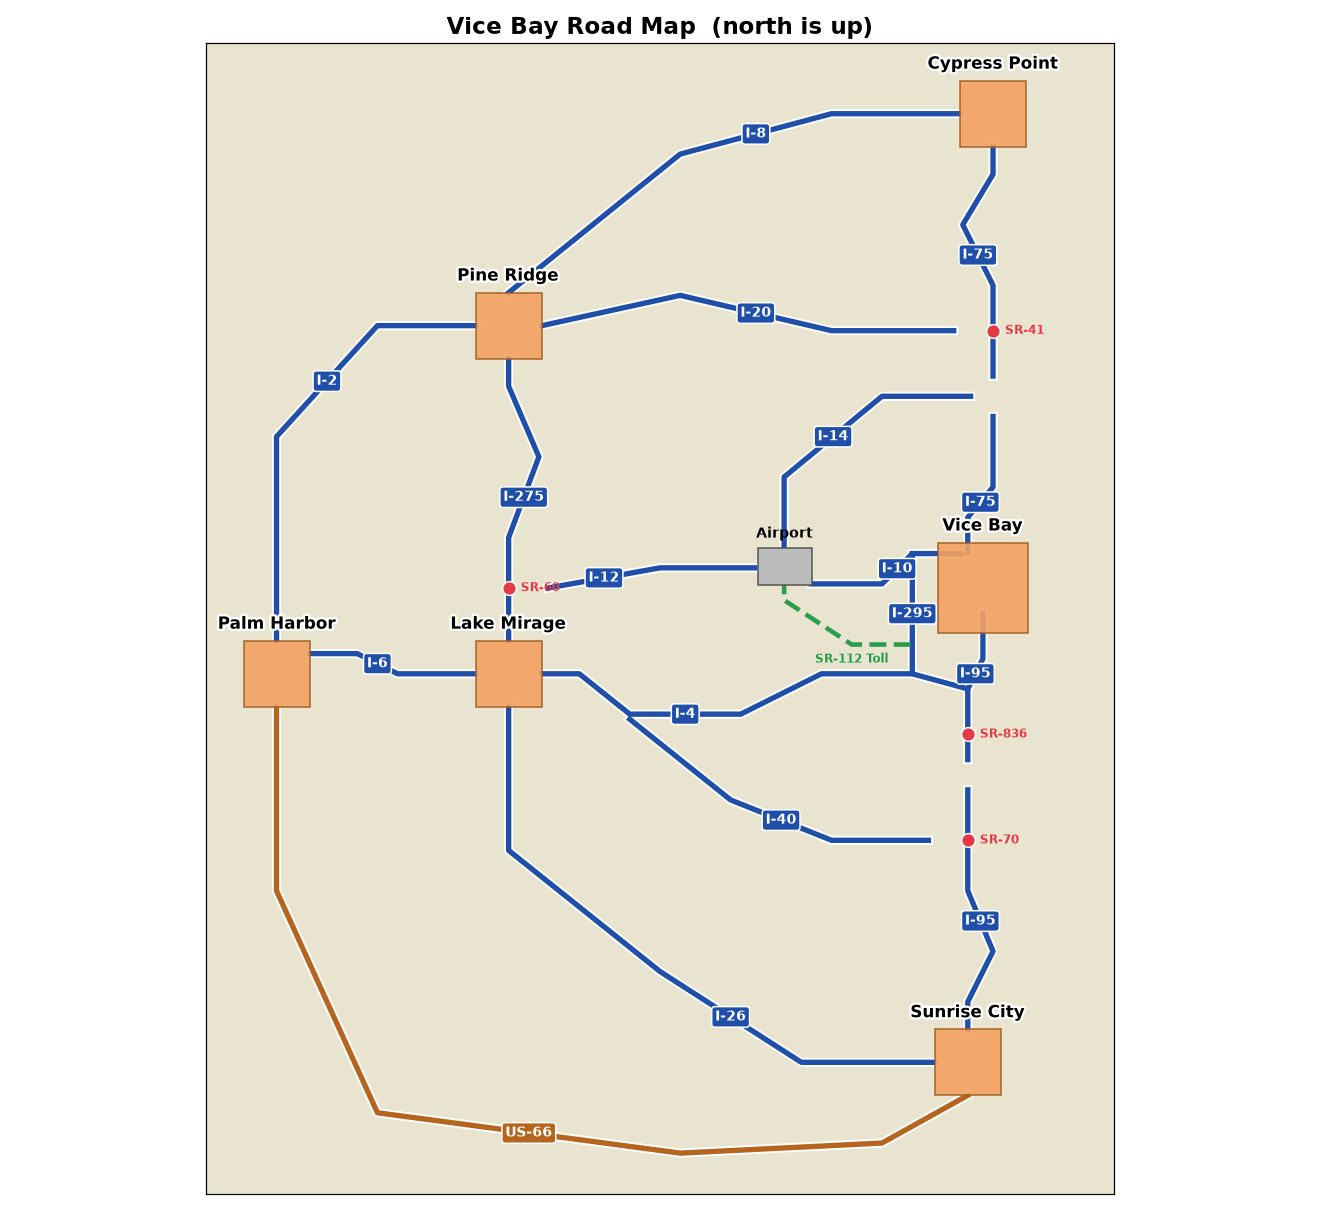 Vice Bay Road Map  (north is up)
Cypress Point
I-8
I-75
Pine Ridge
I-20
SR-41
I-2
I-14
I-275
I-75
Vice Bay
Airport
I-10
I-12
SR-60
I-295
Palm Harbor
Lake Mirage
SR-112 Toll
I-6
I-95
I-4
SR-836
I-40
SR-70
I-95
Sunrise City
I-26
US-66